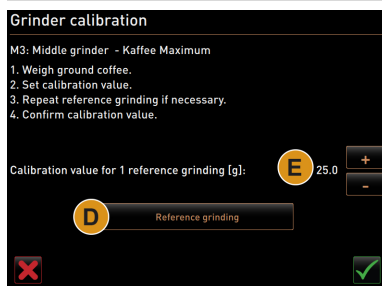 Grinder calibration
M3: Middle grinder - Kaffee Maximum
1. Weigh ground coffee.
2. Set calibration value.
3. Repeat reference grinding if necessary.
4. Confirm calibration value.
+
Calibration value for 1 reference grinding [g]: E 25.0
-
D Reference grinding